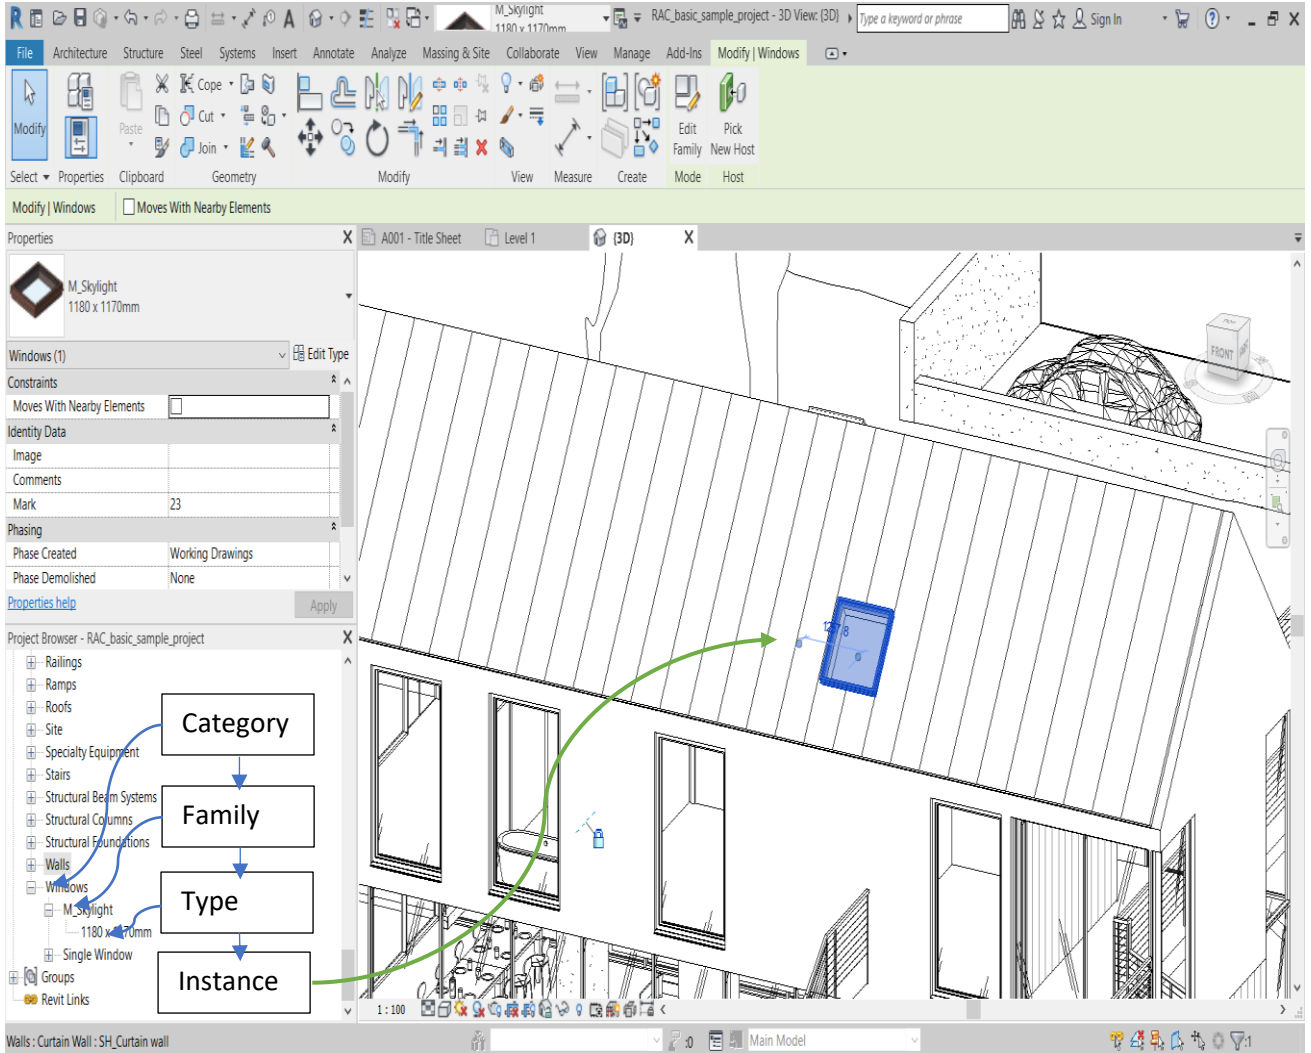 M_Skylight
1180 x 1170mm
RAC_basic_sample_project - 3D View: {3D}
Type a keyword or phrase
Sign In
File Architecture Structure Steel Systems Insert Annotate Analyze Massing & Site Collaborate View Manage Add-Ins Modify | Windows
Modify
Paste
Cope
Cut
Join
Edit
Family
Pick
New Host
Select Properties Clipboard Geometry Modify View Measure Create Mode Host
Modify | Windows Moves With Nearby Elements
Properties X
A001 - Title Sheet Level 1 {3D} X
M_Skylight
1180 x 1170mm
Windows (1) Edit Type
Constraints
Moves With Nearby Elements
Identity Data
Image
Comments
Mark 23
Phasing
Phase Created Working Drawings
Phase Demolished None
Properties help Apply
FRONT
Project Browser - RAC_basic_sample_project X
Railings
Ramps
Roofs
Site
Specialty Equipment
Stairs
Structural Beam Systems
Structural Columns
Structural Foundations
Walls
Windows
M_Skylight
1180 x 1170mm
Single Window
Groups
Revit Links
Category
Family
Type
Instance
1 : 100
Walls : Curtain Wall : SH_Curtain wall
:0
Main Model
:1